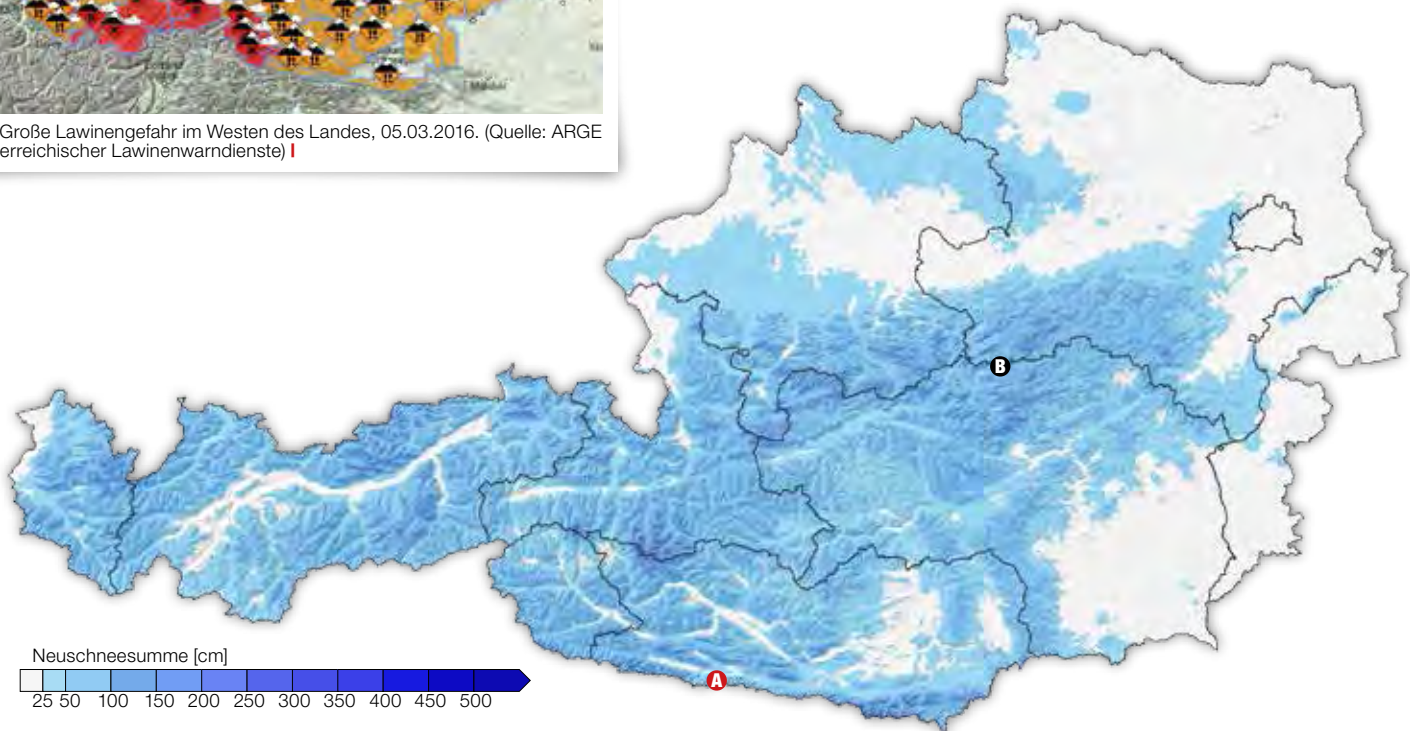 Große Lawinengefahr im Westen des Landes, 05.03.2016. (Quelle: ARGE
erreichischer Lawinenwarndienste) I
B
Neuschneesumme [cm]
A
25 50 100 150 200 250 300 350 400 450 500